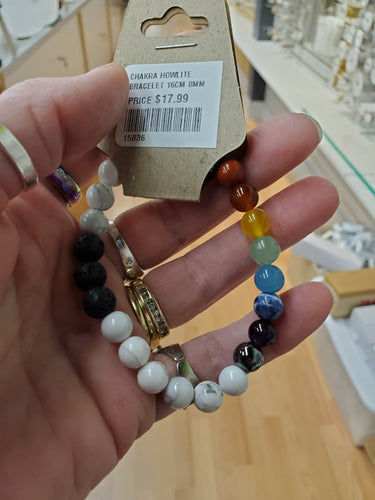 CHAKRA HOWLITE
BRACELET 16CM 8MM
PRICE $17.99
15836